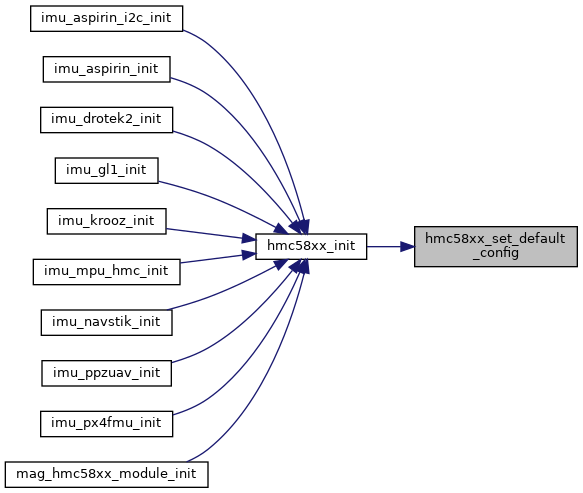 imu_aspirin_i2c_init
imu_aspirin_init
imu_drotek2_init
imu_gl1_init
imu_krooz_init
imu_mpu_hmc_init
imu_navstik_init
imu_ppzuav_init
imu_px4fmu_init
mag_hmc58xx_module_init
hmc58xx_init
hmc58xx_set_default
_config